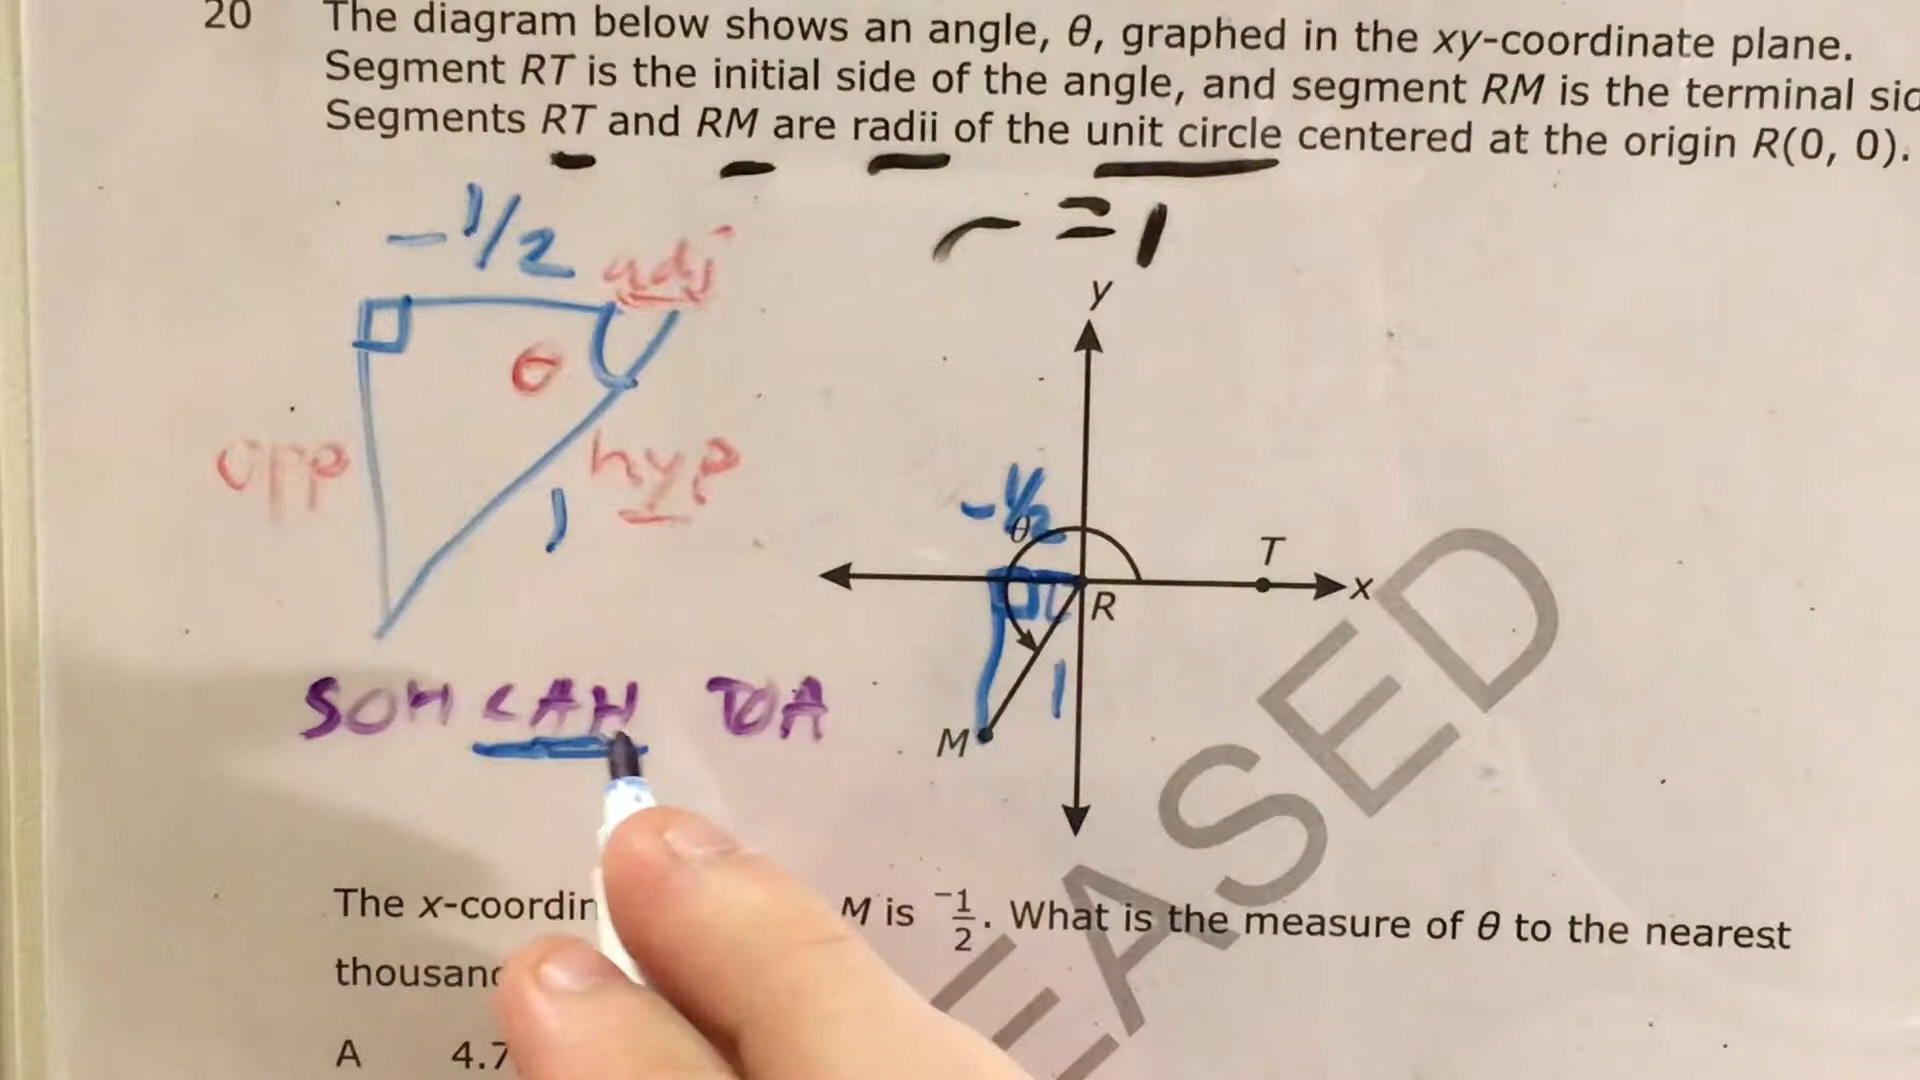 20 The diagram below shows an angle, θ, graphed in the xy-coordinate plane.
Segment RT is the initial side of the angle, and segment RM is the terminal
Segments RT and RM are radii of the unit circle centered at the origin R(0, 0).
r = 1
-1/2 adj
θ
opp hyp
1
y
-1/2
θ
T
x
R
1
M
SOH CAH TOA
The M is -1/2. What is the measure of θ to the nearest
A 4.7
EASED